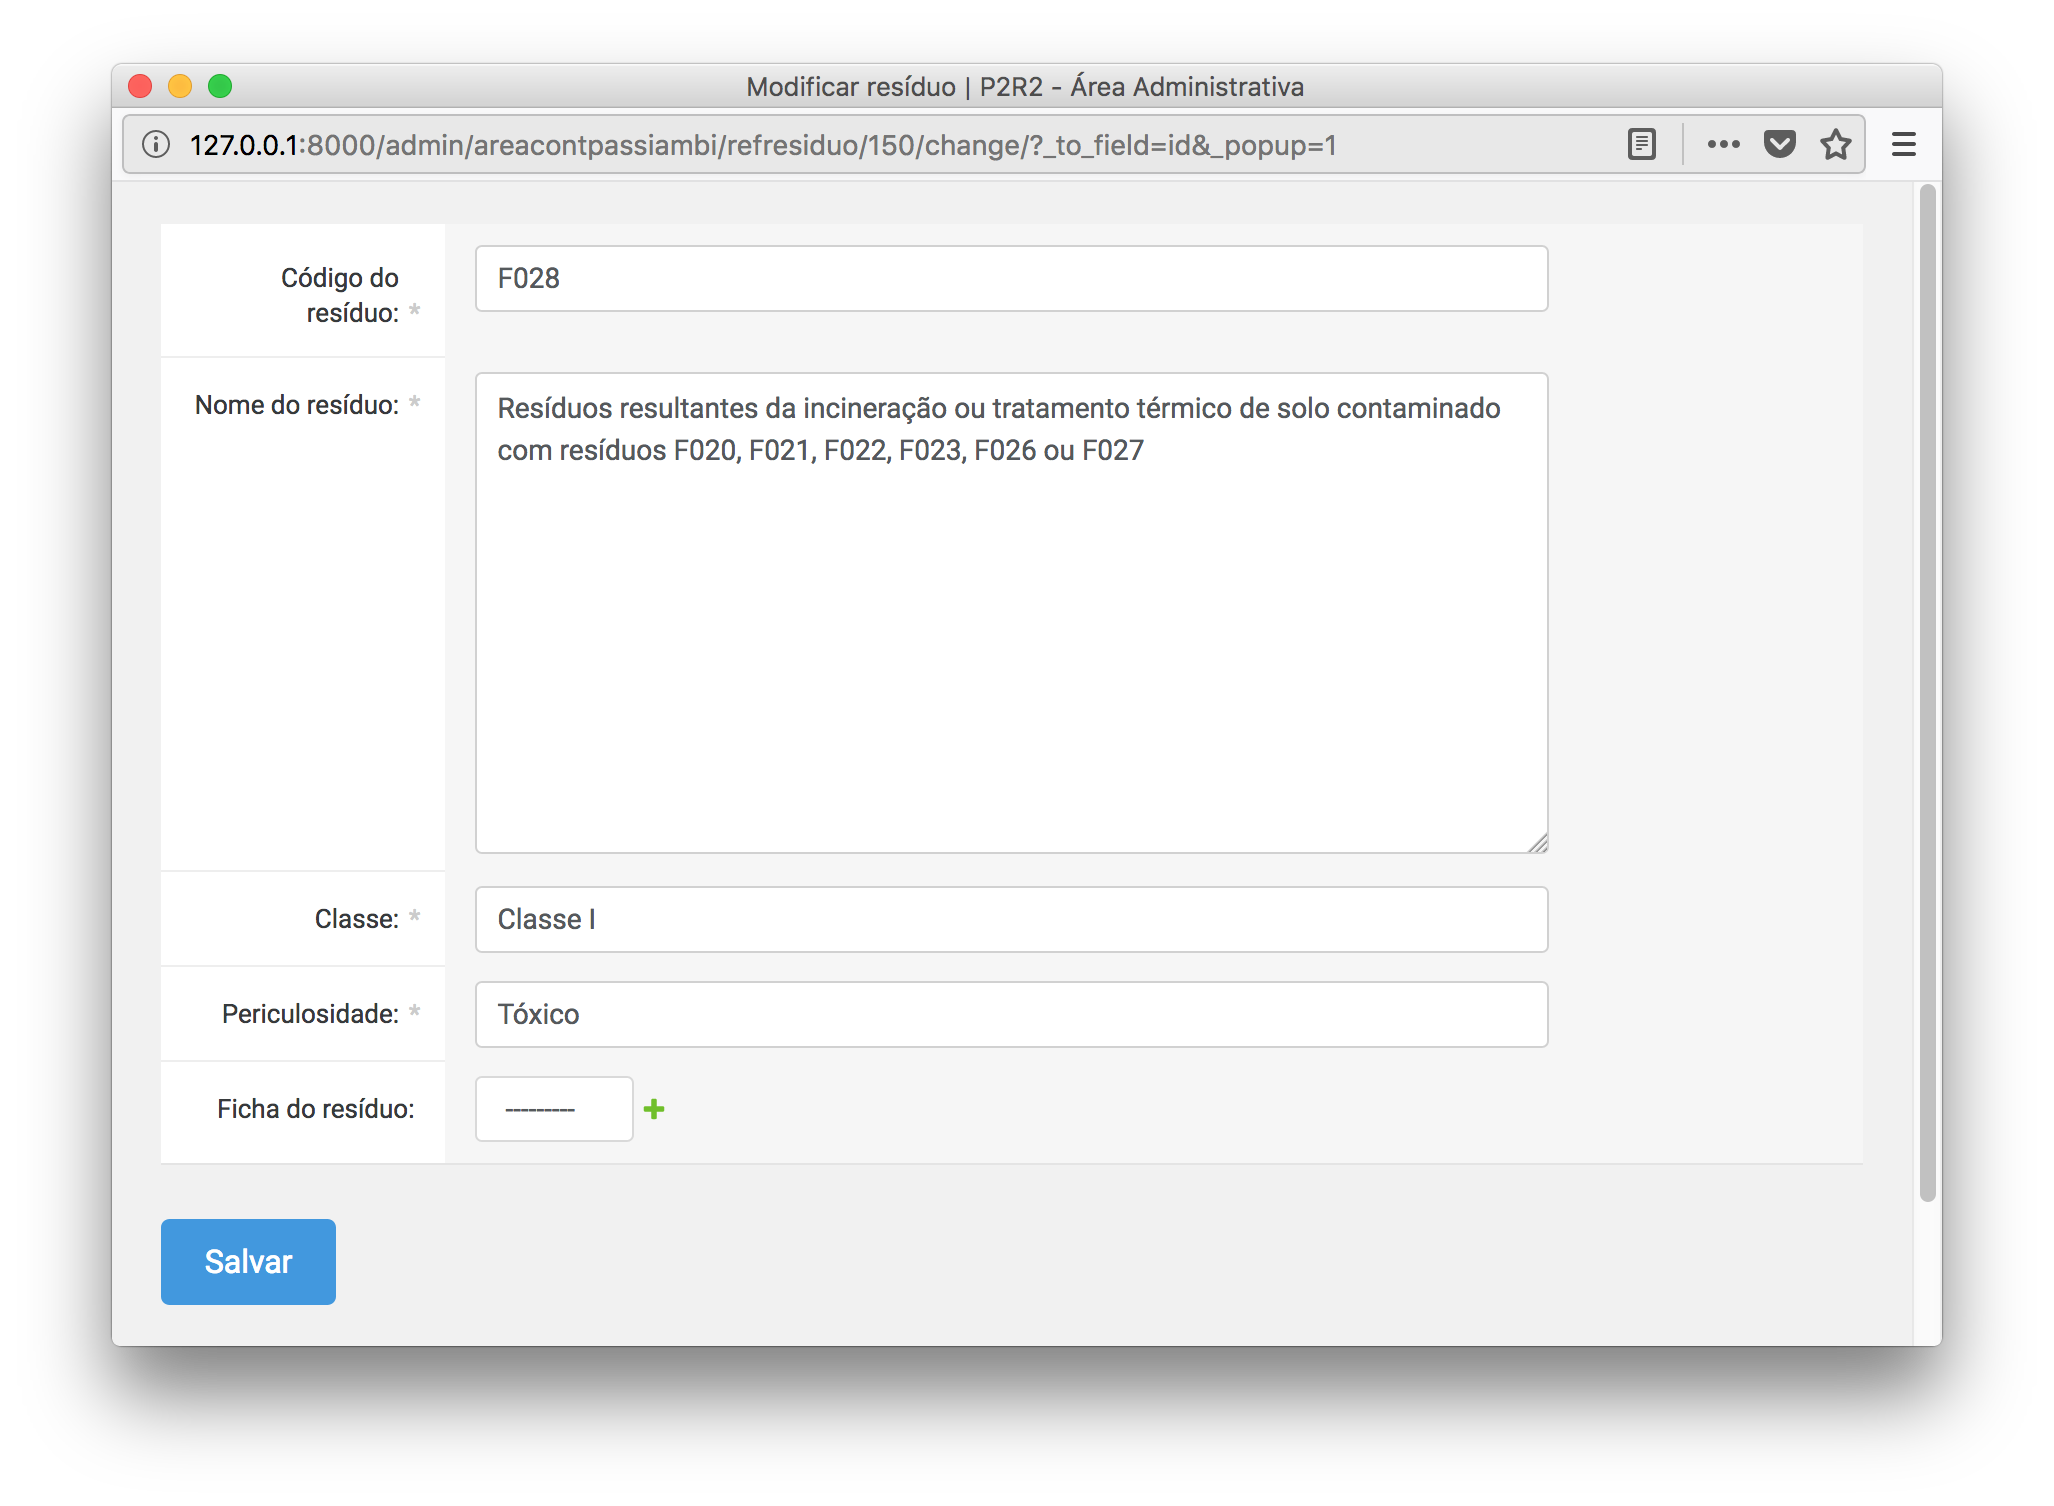 Modificar resíduo | P2R2 - Área Administrativa
127.0.0.1:8000/admin/areacontpassiambi/refresiduo/150/change/?_to_field=id&_popup=1
Código do
resíduo: *
F028
Nome do resíduo: *
Resíduos resultantes da incineração ou tratamento térmico de solo contaminado
com resíduos F020, F021, F022, F023, F026 ou F027
Classe: *
Classe I
Periculosidade: *
Tóxico
Ficha do resíduo:
---------
Salvar